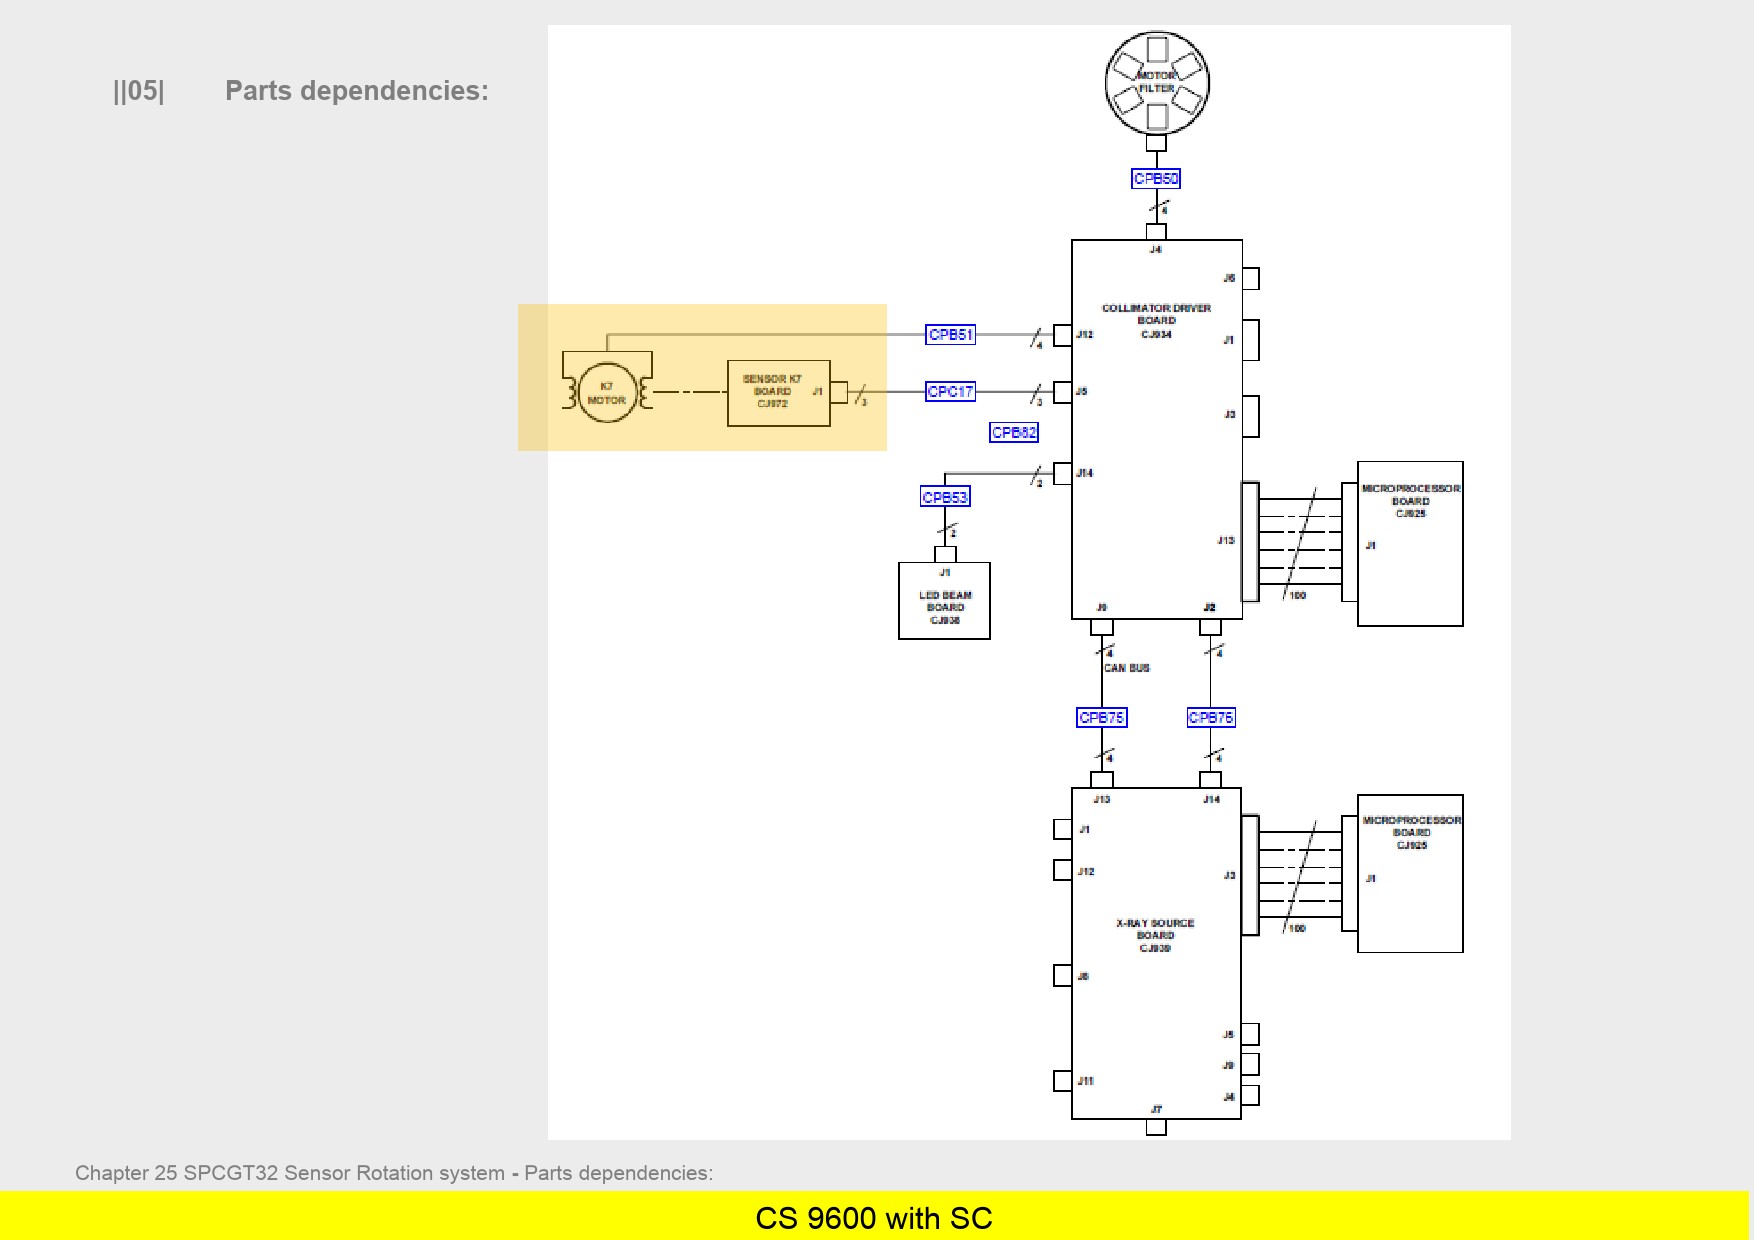 ||05| Parts dependencies:
MOTOR
FILTER
CPB50
J4
J6
COLLIMATOR DRIVER
BOARD
CJ934
CPB51
4
J12
J1
K7
MOTOR
SENSOR K7
BOARD
CJ972
J1
3
CPC17
3
J5
J3
CPB82
2
J14
CPB53
2
MICROPROCESSOR
BOARD
CJ925
J1
J13
100
J1
LED BEAM
BOARD
CJ938
J9
J2
4
4
CAN BUS
CPB75
CPB76
4
4
J13
J14
J1
J12
J3
MICROPROCESSOR
BOARD
CJ925
J1
100
X-RAY SOURCE
BOARD
CJ939
J5
J9
J11
J7
Chapter 25 SPCGT32 Sensor Rotation system - Parts dependencies:
CS 9600 with SC